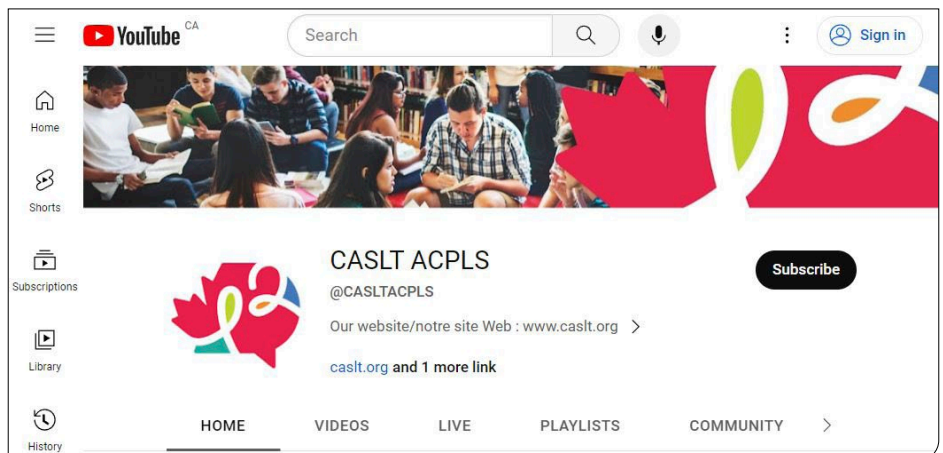 YouTube CA
Search
Sign in
Home
Shorts
Subscriptions
Library
History
CASLT ACPLS
@CASLTACPLS
Subscribe
Our website/notre site Web : www.caslt.org
caslt.org and 1 more link
HOME VIDEOS LIVE PLAYLISTS COMMUNITY